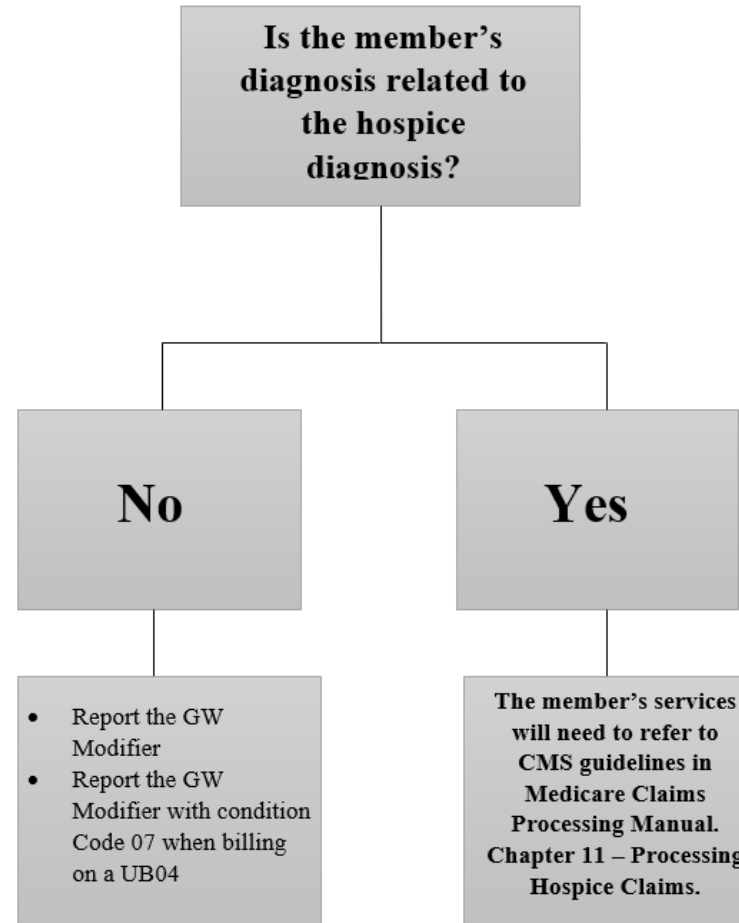 Is the member’s
diagnosis related to
the hospice
diagnosis?
No
Yes
• Report the GW
Modifier
• Report the GW
Modifier with condition
Code 07 when billing
on a UB04
The member’s services
will need to refer to
CMS guidelines in
Medicare Claims
Processing Manual.
Chapter 11 – Processing
Hospice Claims.